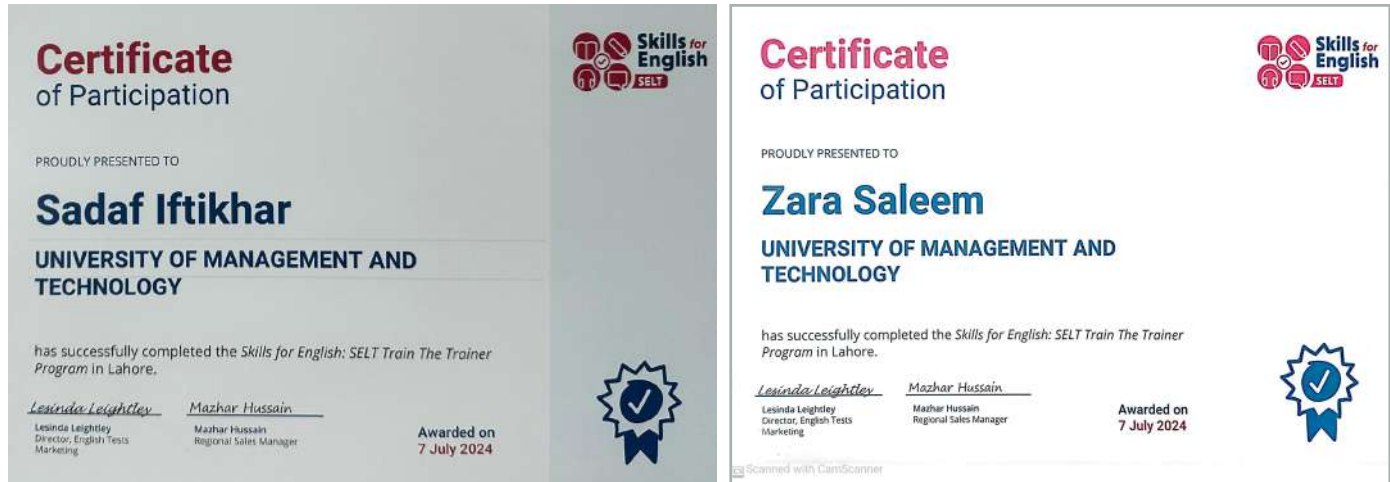 Certificate
of Participation
Skills for
English
SELT
PROUDLY PRESENTED TO
Sadaf Iftikhar
UNIVERSITY OF MANAGEMENT AND
TECHNOLOGY
has successfully completed the Skills for English: SELT Train The Trainer
Program in Lahore.
Lesinda Leightley
Mazhar Hussain
Lesinda Leightley
Director, English Tests
Marketing
Mazhar Hussain
Regional Sales Manager
Awarded on
7 July 2024
Certificate
of Participation
Skills for
English
SELT
PROUDLY PRESENTED TO
Zara Saleem
UNIVERSITY OF MANAGEMENT AND
TECHNOLOGY
has successfully completed the Skills for English: SELT Train The Trainer
Program in Lahore.
Lesinda Leightley
Mazhar Hussain
Lesinda Leightley
Director, English Tests
Marketing
Mazhar Hussain
Regional Sales Manager
Awarded on
7 July 2024
CS Scanned with CamScanner